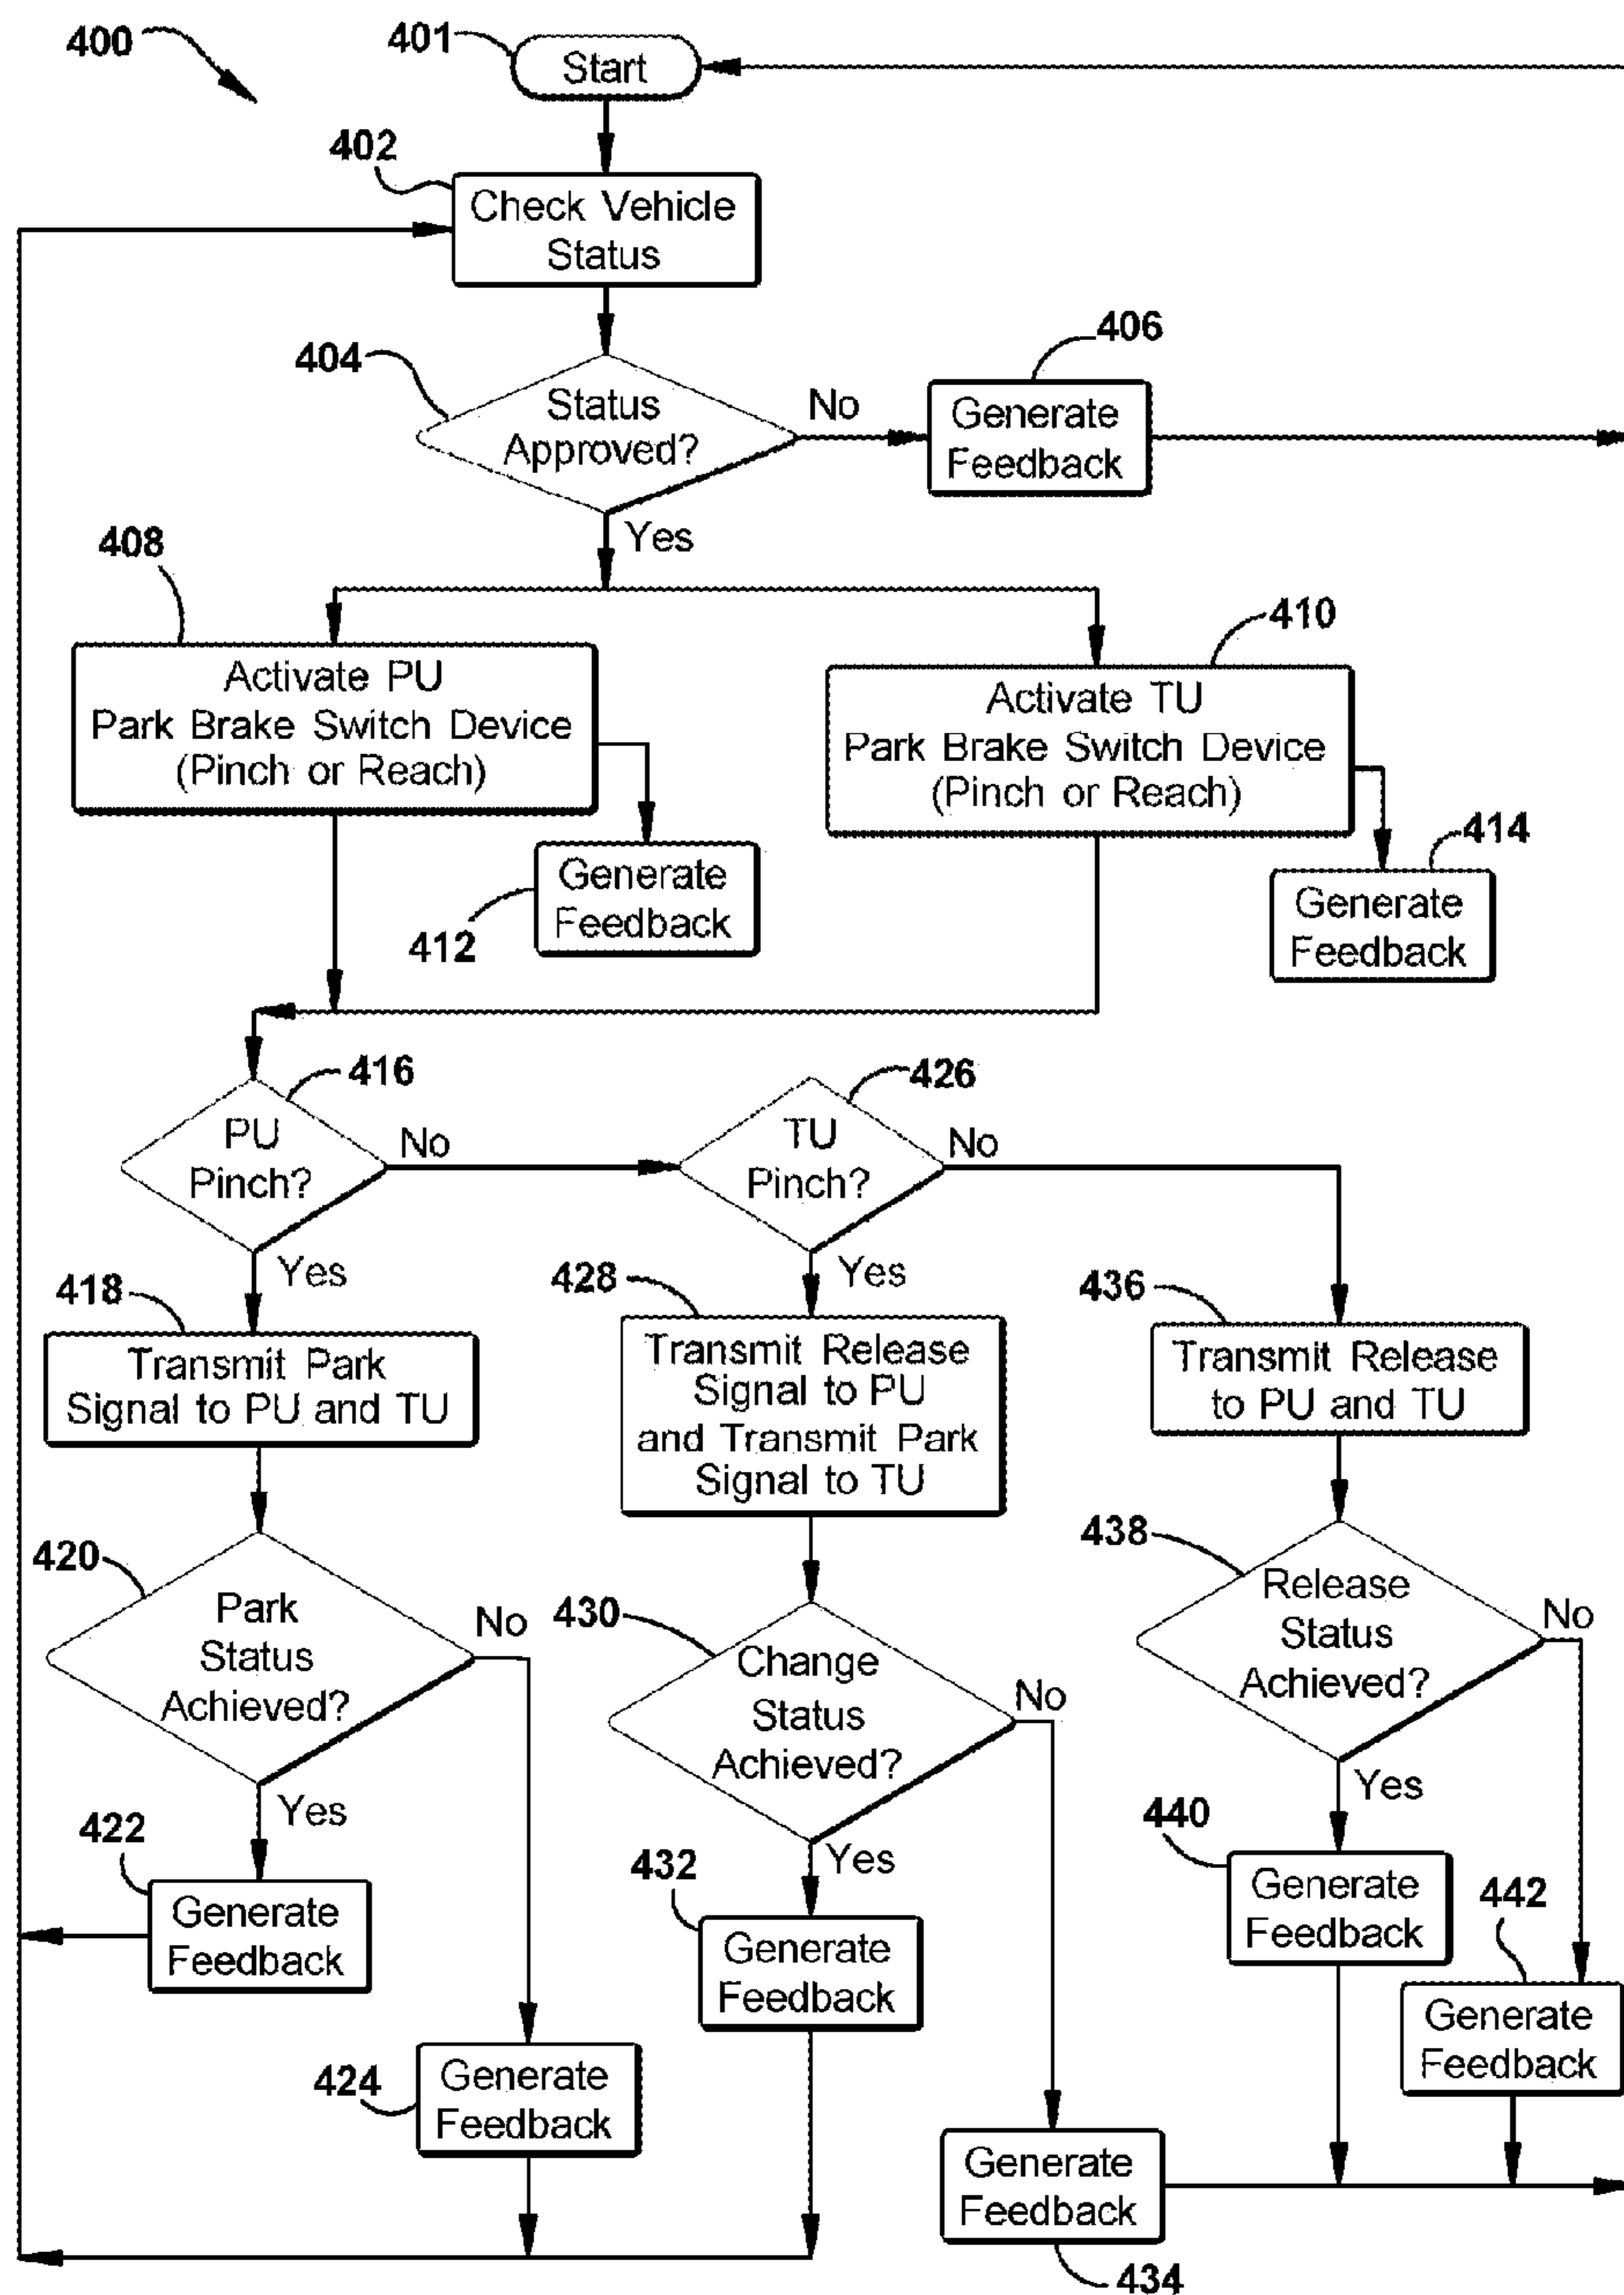 400
401
Start
402
Check Vehicle
Status
404
Status
Approved?
No
406
Generate
Feedback
Yes
408
Activate PU
Park Brake Switch Device
(Pinch or Reach)
410
Activate TU
Park Brake Switch Device
(Pinch or Reach)
412
Generate
Feedback
414
Generate
Feedback
416
PU
Pinch?
No
Yes
426
TU
Pinch?
No
Yes
418
Transmit Park
Signal to PU and TU
428
Transmit Release
Signal to PU
and Transmit Park
Signal to TU
436
Transmit Release
to PU and TU
420
Park
Status
Achieved?
No
Yes
430
Change
Status
Achieved?
No
Yes
438
Release
Status
Achieved?
No
Yes
422
Generate
Feedback
424
Generate
Feedback
432
Generate
Feedback
434
Generate
Feedback
440
Generate
Feedback
442
Generate
Feedback